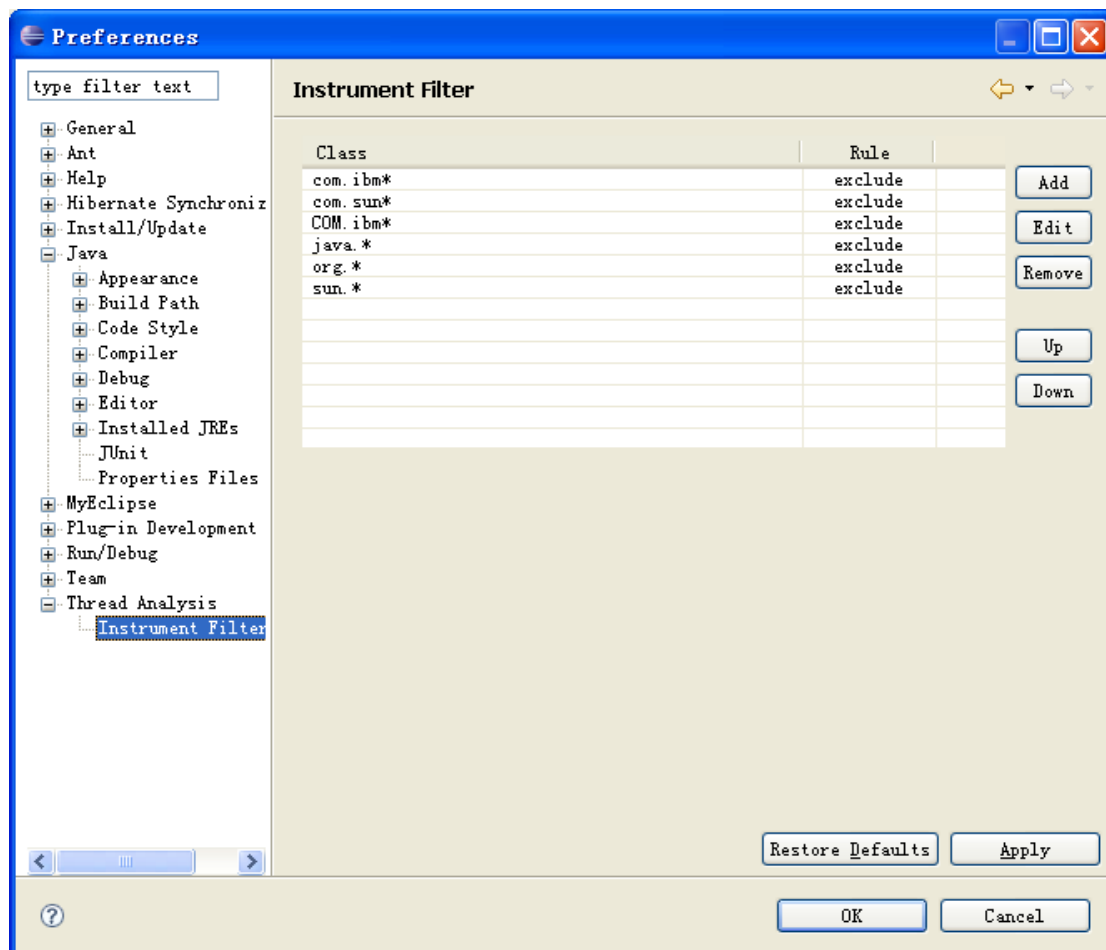 Preferences
type filter text
General
Ant
Help
Hibernate Synchroniz
Install/Update
Java
Appearance
Build Path
Code Style
Compiler
Debug
Editor
Installed JREs
JUnit
Properties Files
MyEclipse
Plug-in Development
Run/Debug
Team
Thread Analysis
Instrument Filter
Instrument Filter
Class Rule
com.ibm* exclude
com.sun* exclude
COM.ibm* exclude
java.* exclude
org.* exclude
sun.* exclude
Add
Edit
Remove
Up
Down
Restore Defaults Apply
OK Cancel